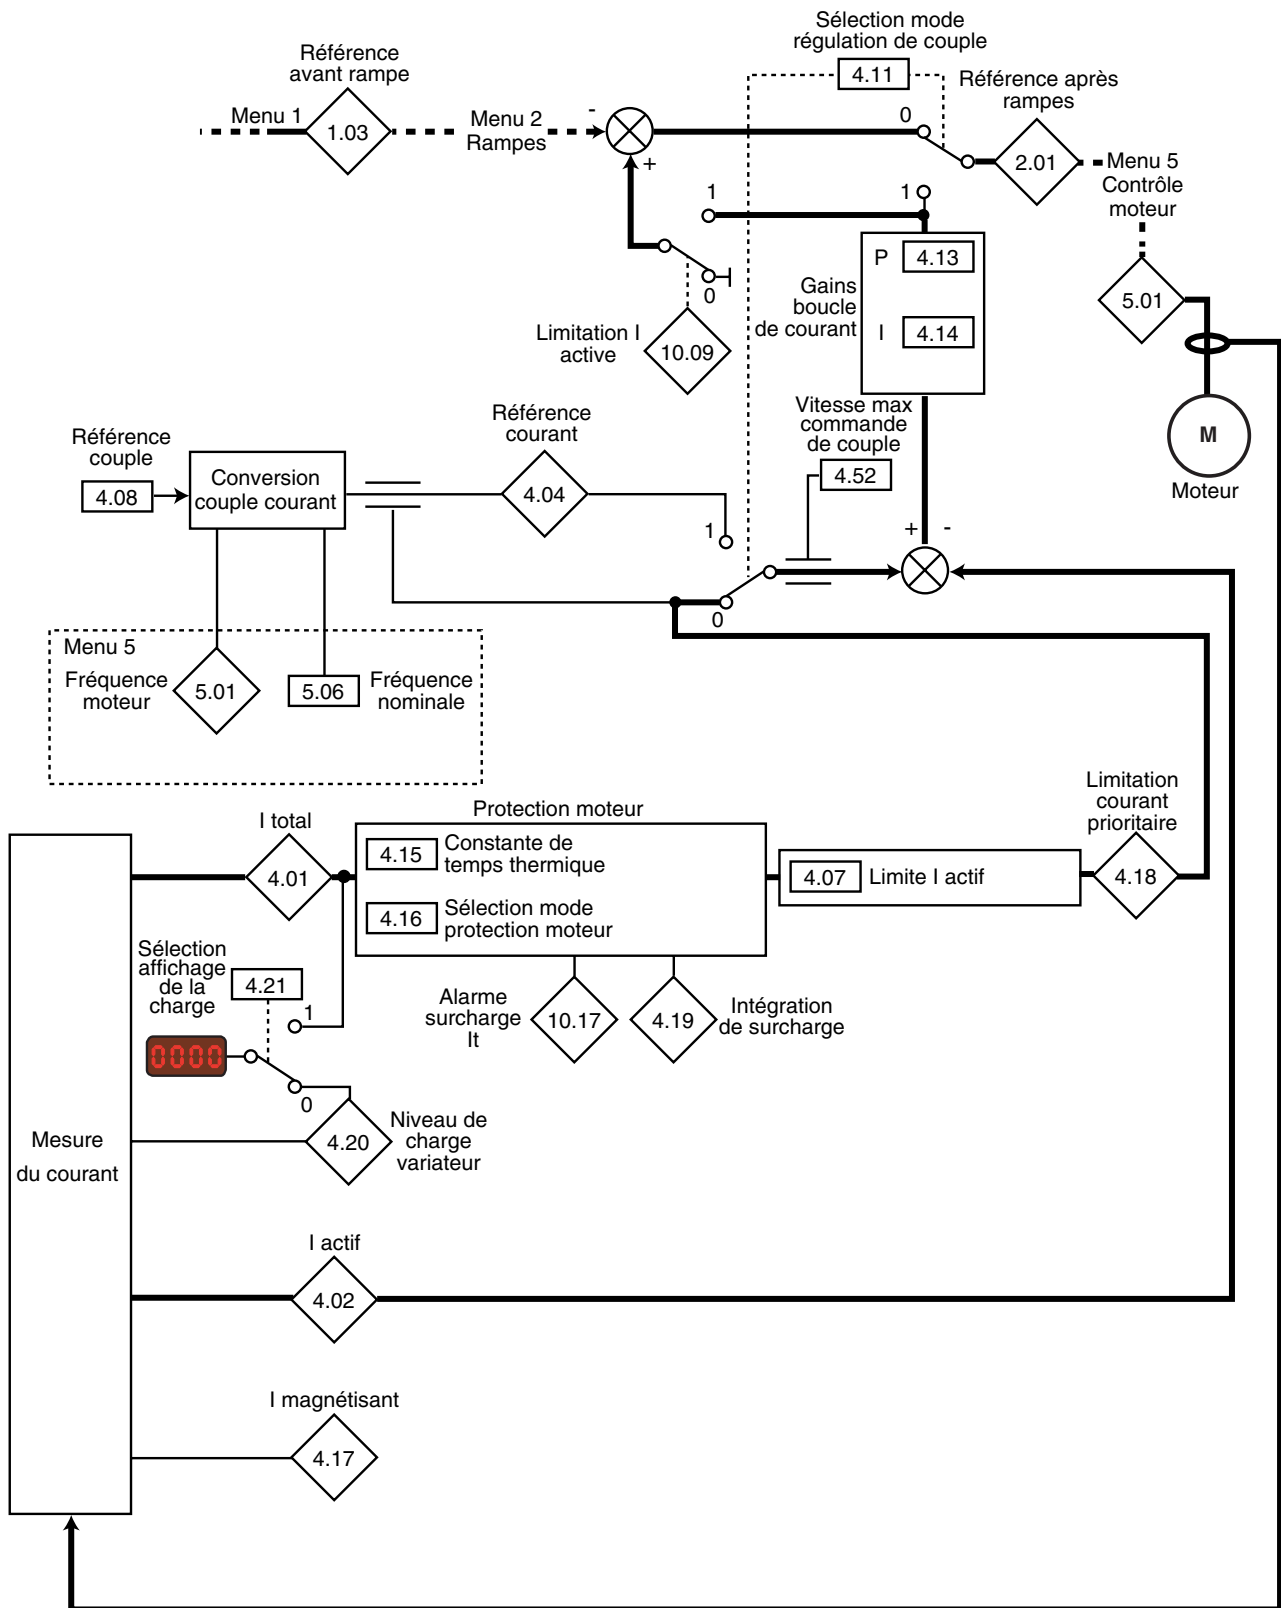 Sélection mode
régulation de couple
4.11
Référence
avant rampe
Menu 1
1.03
Menu 2
Rampes
-
+
0
Référence après
rampes
2.01
Menu 5
Contrôle
moteur
1
1
0
Limitation I
active
10.09
Gains
boucle
de courant
P
4.13
I
4.14
5.01
M
Moteur
Vitesse max
commande
de couple
4.52
Référence
couple
4.08
Conversion
couple courant
Référence
courant
4.04
1
0
+
-
Menu 5
Fréquence
moteur
5.01
5.06
Fréquence
nominale
Protection moteur
I total
4.01
4.15
Constante de
temps thermique
4.16
Sélection mode
protection moteur
4.07
Limite I actif
Limitation
courant
prioritaire
4.18
Sélection
affichage
de la
charge
4.21
1
0
0000
Alarme
surcharge
It
10.17
4.19
Intégration
de surcharge
Mesure
du courant
4.20
Niveau de
charge
variateur
I actif
4.02
I magnétisant
4.17